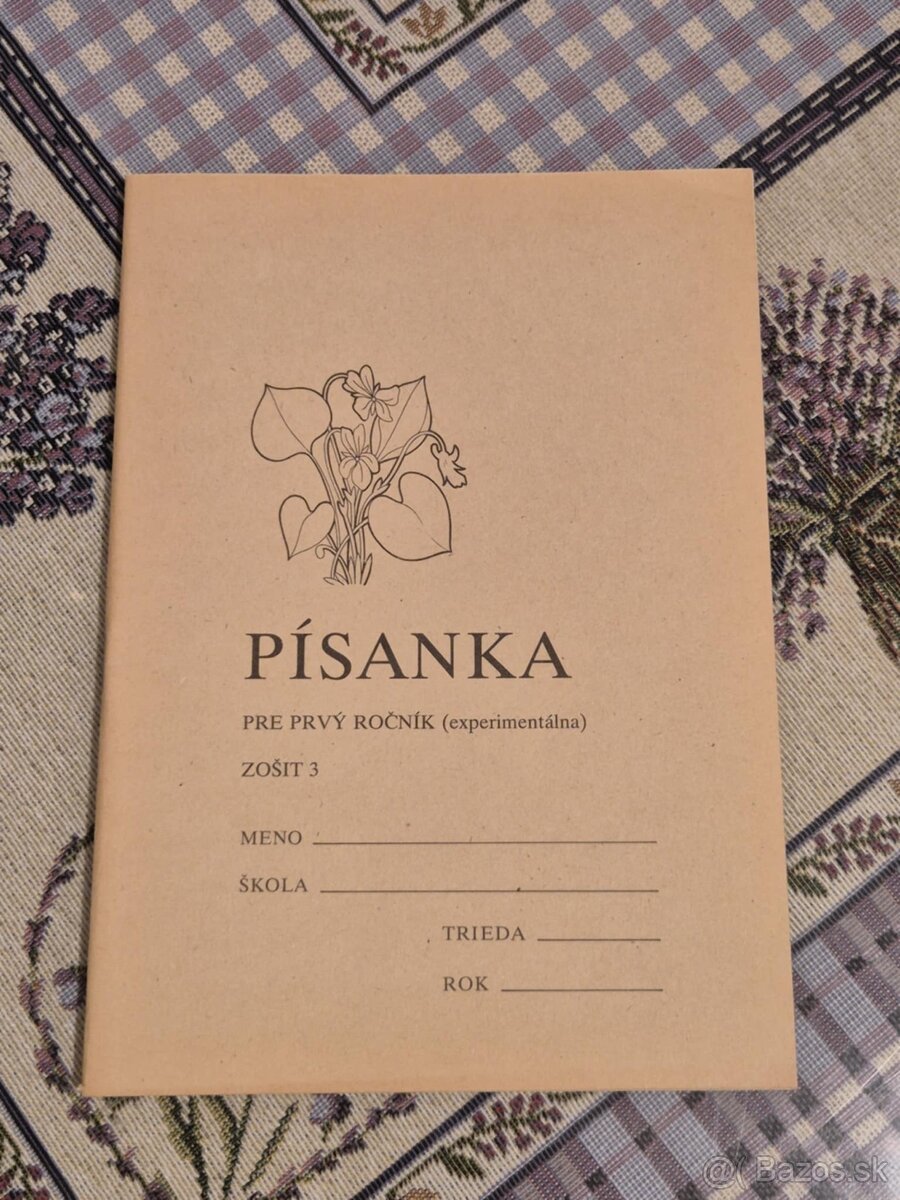 PÍSANKA
PRE PRVÝ ROČNÍK (experimentálna)
ZOŠIT 3
MENO
ŠKOLA
TRIEDA
ROK
@( Bazos.sk